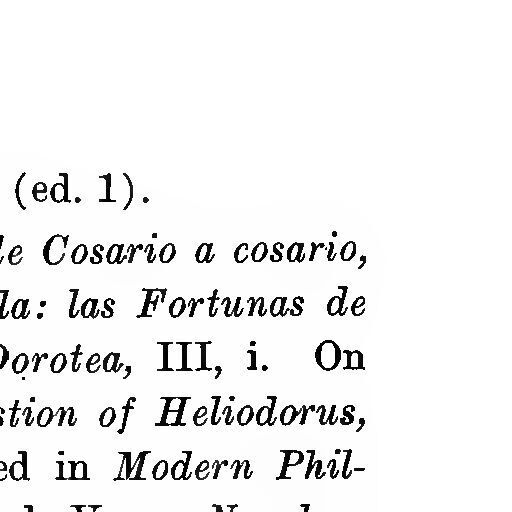 (ed. 1).
le Cosario a cosario,
la: las Fortunas de
Dorotea, III, i. On
stion of Heliodorus,
ed in Modern Phil-